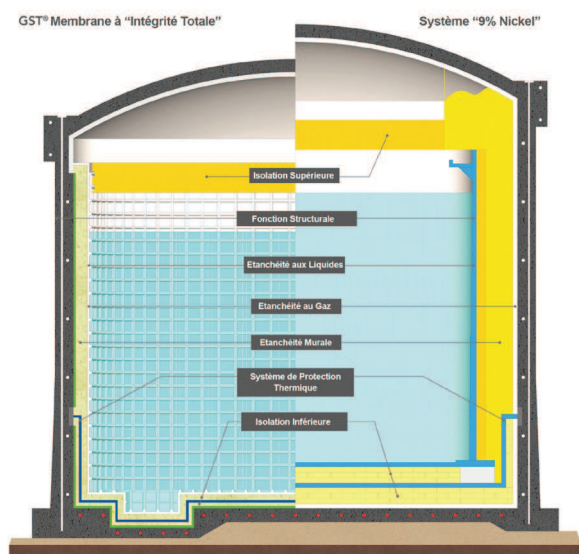 GST® Membrane à “Intégrité Totale”
Système “9% Nickel”
Isolation Supérieure
Fonction Structurale
Etanchéité aux Liquides
Etanchéité au Gaz
Etanchéité Murale
Système de Protection
Thermique
Isolation Inférieure